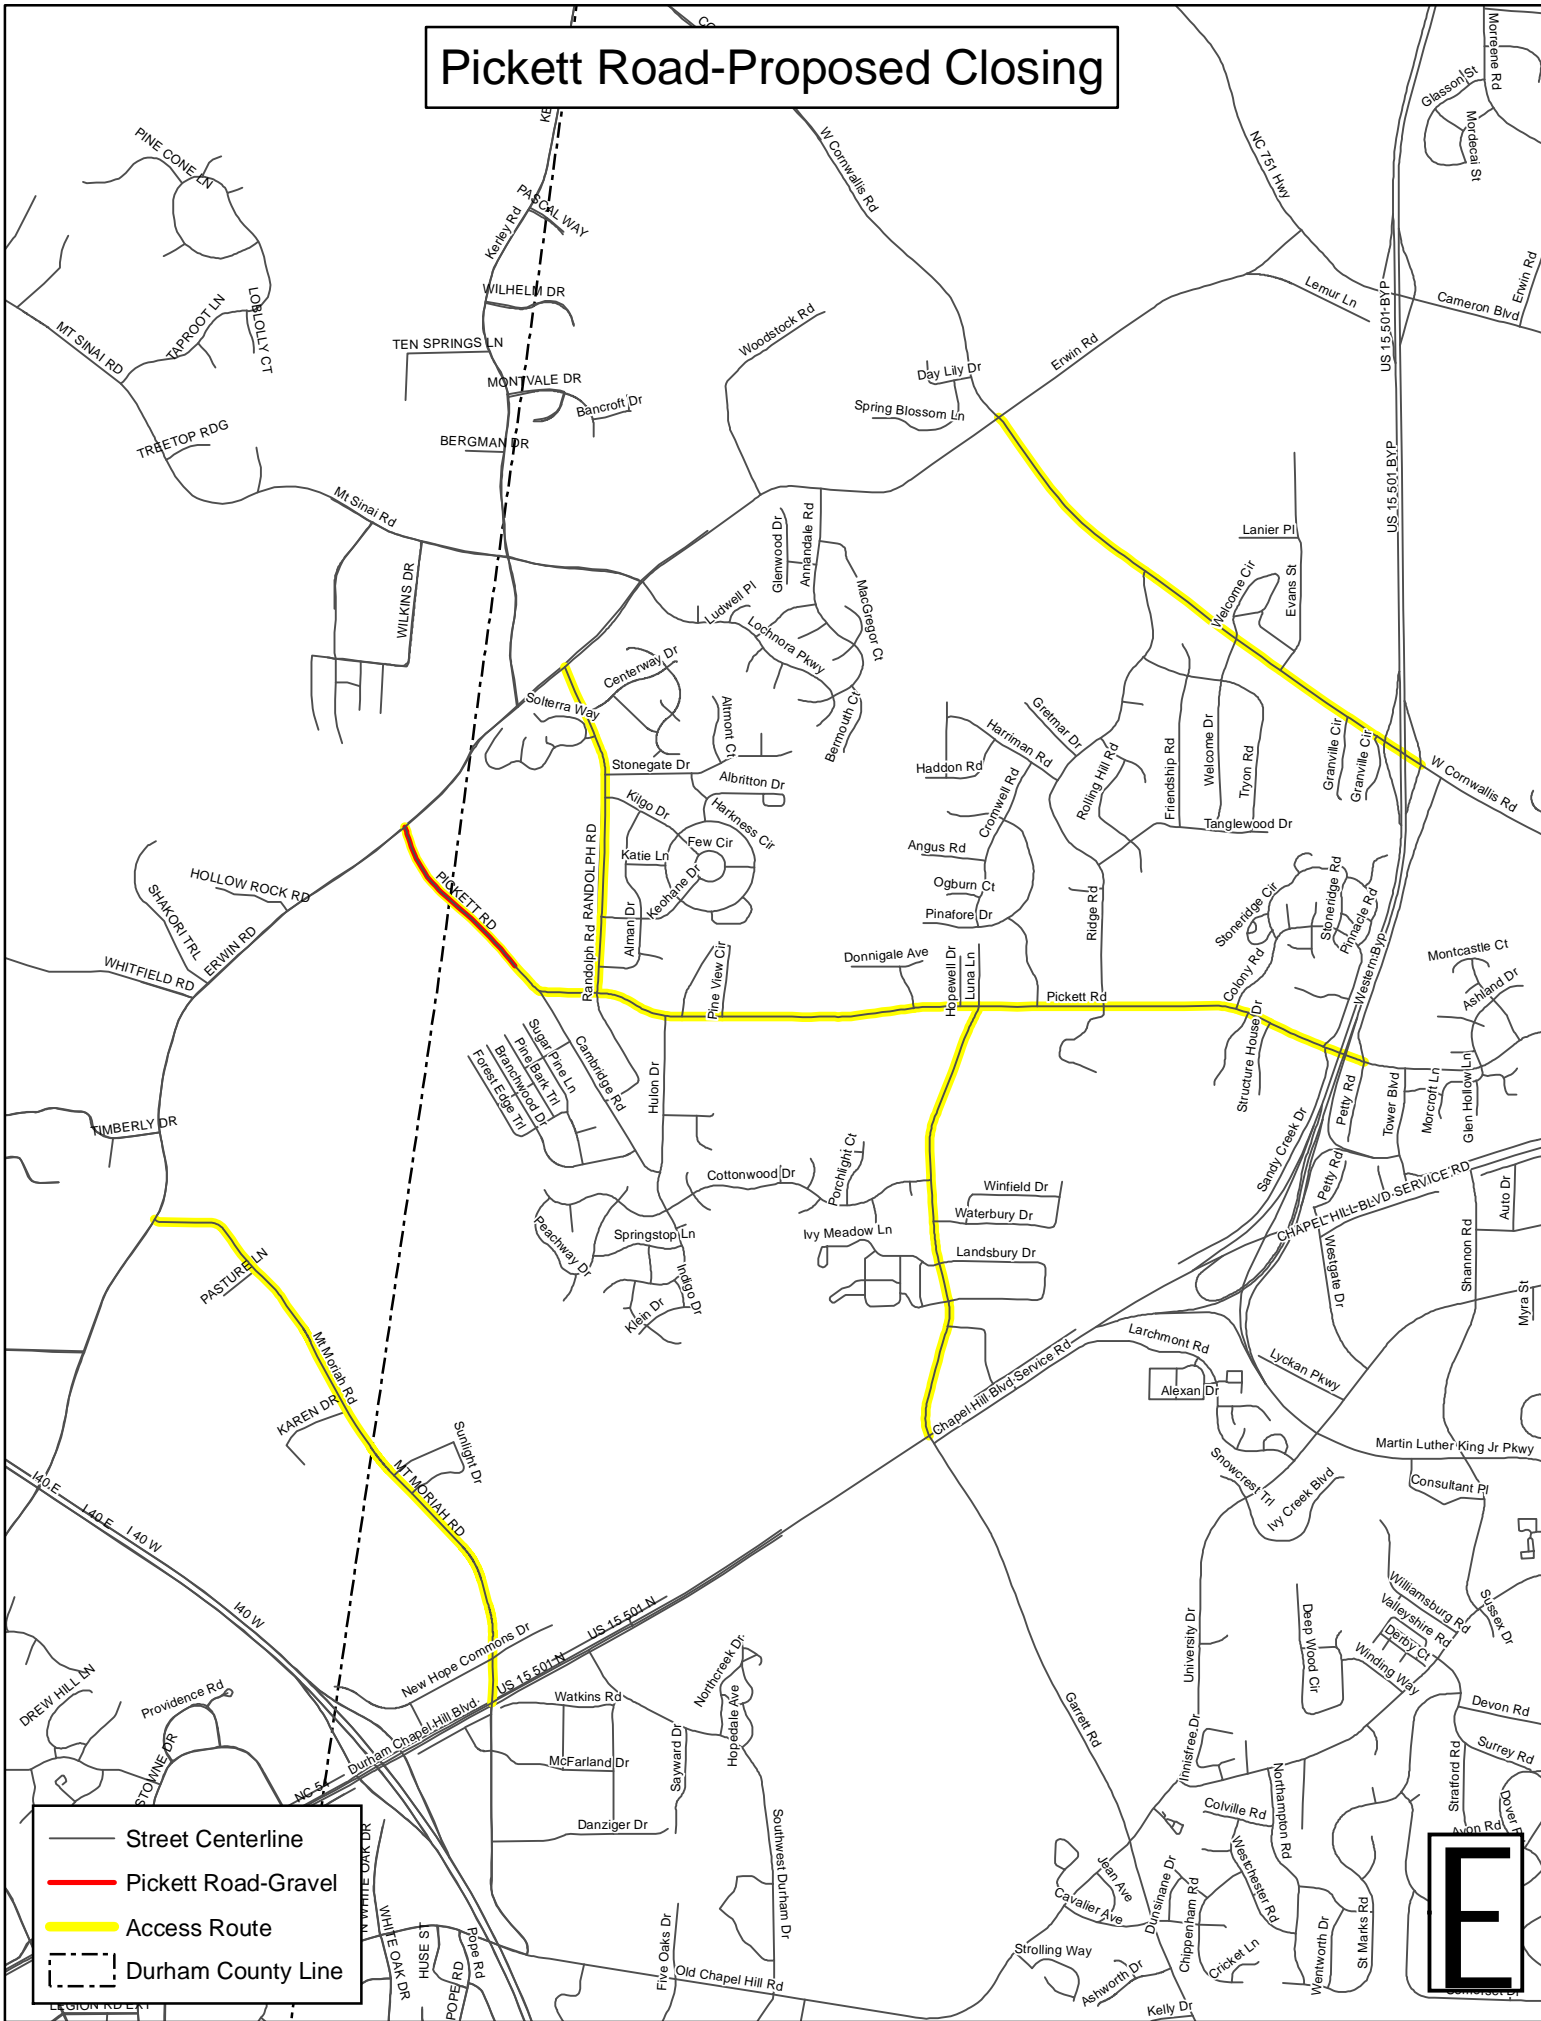 Pickett Road-Proposed Closing
Morreene Rd
Glasson St
Mordecai St
NC 751 Hwy
W Cornwallis Rd
PINE CONE LN
PASCAL WAY
Kerley Rd
WILHELM DR
TEN SPRINGS LN
MONTVALE DR
Bancroft Dr
BERGMAN DR
LOBLOLLY CT
TAPROOT LN
MT SINAI RD
TREETOP RDG
Mt Sinai Rd
WILKINS DR
Woodstock Rd
Day Lily Dr
Spring Blossom Ln
Erwin Rd
Lemur Ln
Cameron Blvd
Erwin Rd
US 15 501 BYP
US 15 501 BYP
Lanier Pl
Evans St
Welcome Cir
Glenwood Dr
Annandale Rd
MacGregor Ct
Ludwell Pl
Lochnora Pkwy
Bermouth Ct
Centerway Dr
Solterra Way
Altmont Ct
Stonegate Dr
Albritton Dr
Kilgo Dr
Harkness Cir
Few Cir
Katie Ln
Keohane Dr
Alman Dr
RANDOLPH RD
Randolph Rd
Gretmar Dr
Harriman Rd
Haddon Rd
Cromwell Rd
Rolling Hill Rd
Friendship Rd
Welcome Dr
Tryon Rd
Tanglewood Dr
Granville Cir
Granville Cir
W Cornwallis Rd
Angus Rd
Ogburn Ct
Pinafore Dr
Ridge Rd
Stoneridge Cir
Stoneridge Rd
Pinnacle Rd
Colony Rd
Western Byp
Montcastle Ct
Ashland Dr
HOLLOW ROCK RD
SHAKORI TRL
WHITFIELD RD
ERWIN RD
PICKETT RD
Pine View Cir
Donnigale Ave
Hopewell Dr
Luna Ln
Pickett Rd
Structure House Dr
Petty Rd
Tower Blvd
Morcroft Ln
Glen Hollow Ln
Sugar Pine Ln
Pine Bark Trl
Branchwood Dr
Forest Edge Trl
Cambridge Rd
Hulon Dr
TIMBERLY DR
Cottonwood Dr
Porchlight Ct
Winfield Dr
Waterbury Dr
Ivy Meadow Ln
Landsbury Dr
Peachway Dr
Springstop Ln
Indigo Dr
Klein Dr
Sandy Creek Dr
Petty Rd
CHAPEL HILL BLVD SERVICE RD
Auto Dr
Westgate Dr
Shannon Rd
Myra St
PASTURE LN
Mt Moriah Rd
KAREN DR
Sunlight Dr
MT MORIAH RD
Chapel Hill Blvd Service Rd
Larchmont Rd
Alexan Dr
Lyckan Pkwy
Martin Luther King Jr Pkwy
Snowcrest Trl
Ivy Creek Blvd
Consultant Pl
I40 E
I 40 E
I 40 W
I40 W
New Hope Commons Dr
US 15 501 N
US 15 501 N
Durham Chapel Hill Blvd.
NC 54
Northcreek Dr.
Hopedale Ave
Watkins Rd
McFarland Dr
Sayward Dr
Danziger Dr
Garrett Rd
University Dr
Deep Wood Cir
Williamsburg Rd
Valleyshire Rd
Derby Ct
Winding Way
Sussex Dr
Devon Rd
Surrey Rd
Stratford Rd
Innisfree Dr
Northampton Rd
Colville Rd
Westchester Rd
Avon Rd
DREW HILL LN
Providence Rd
STOWNE DR
N WHITE OAK DR
WHITE OAK DR
HUSE ST
Pope Rd
POPE RD
Five Oaks Dr
Old Chapel Hill Rd
Southwest Durham Dr
Jean Ave
Cavalier Ave
Dunsinane Dr
Chippenham Rd
Cricket Ln
Strolling Way
Ashworth Dr
Kelly Dr
Wentworth Dr
St Marks Rd
Street Centerline
Pickett Road-Gravel
Access Route
Durham County Line
E